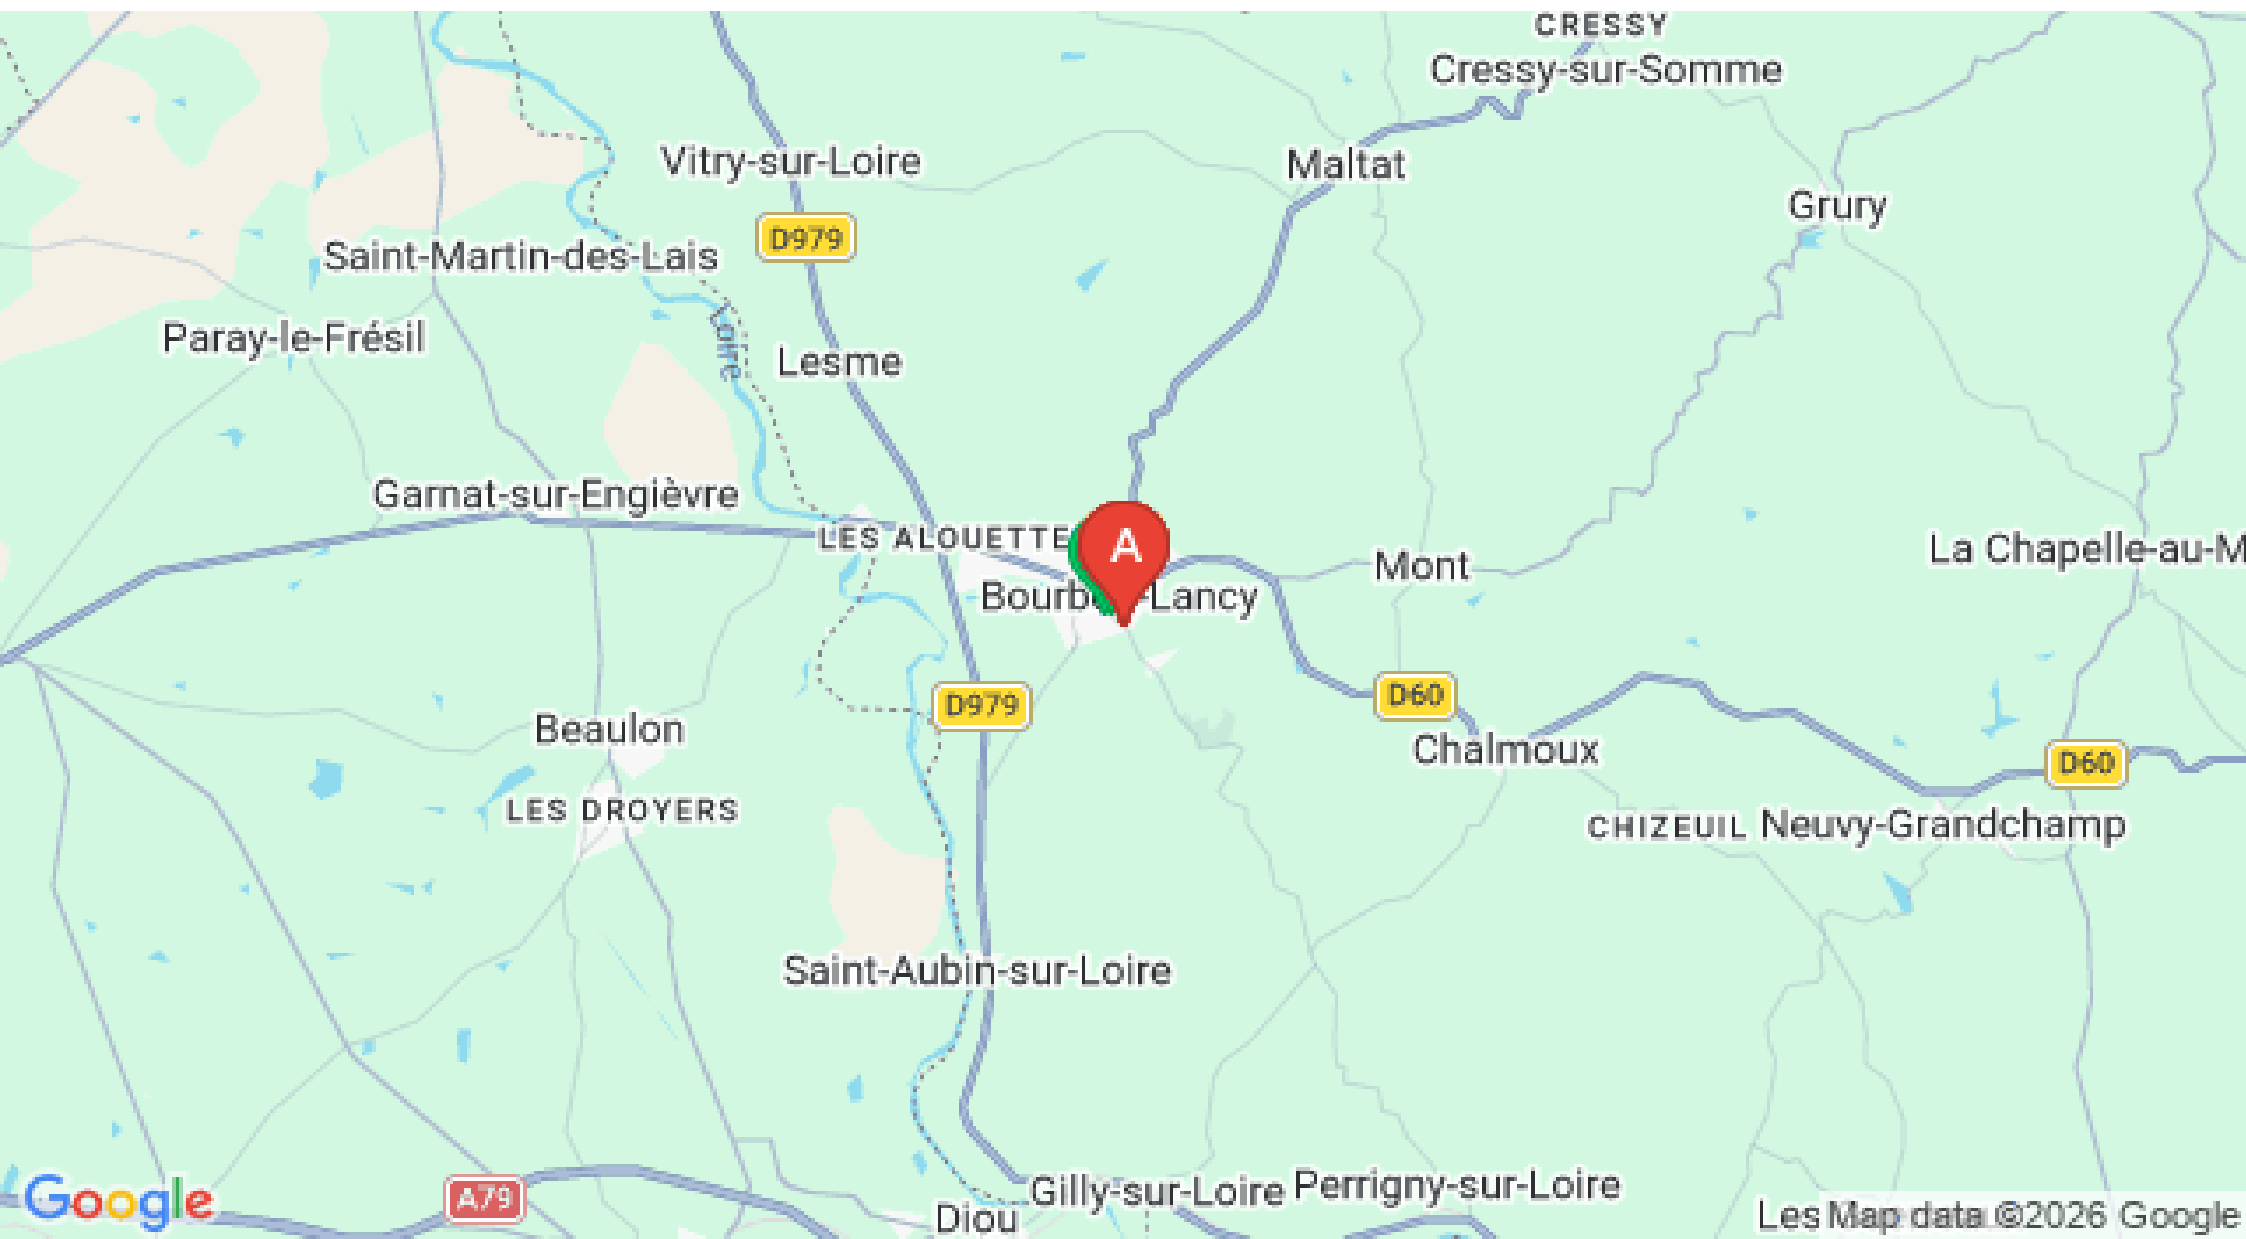 CRESSY
Cressy-sur-Somme
Vitry-sur-Loire
Maltat
Grury
D979
Saint-Martin-des-Lais
Loire
Paray-le-Frésil
Lesme
Garnat-sur-Engièvre
LES ALOUETTE
A
La Chapelle-au-M
Mont
Bourb
-Lancy
D979
D60
Beaulon
Chalmoux
D60
LES DROYERS
CHIZEUIL
Neuvy-Grandchamp
Saint-Aubin-sur-Loire
Gilly-sur-Loire
Perrigny-sur-Loire
A79
Google
Diou
Les
Map data ©2026 Google